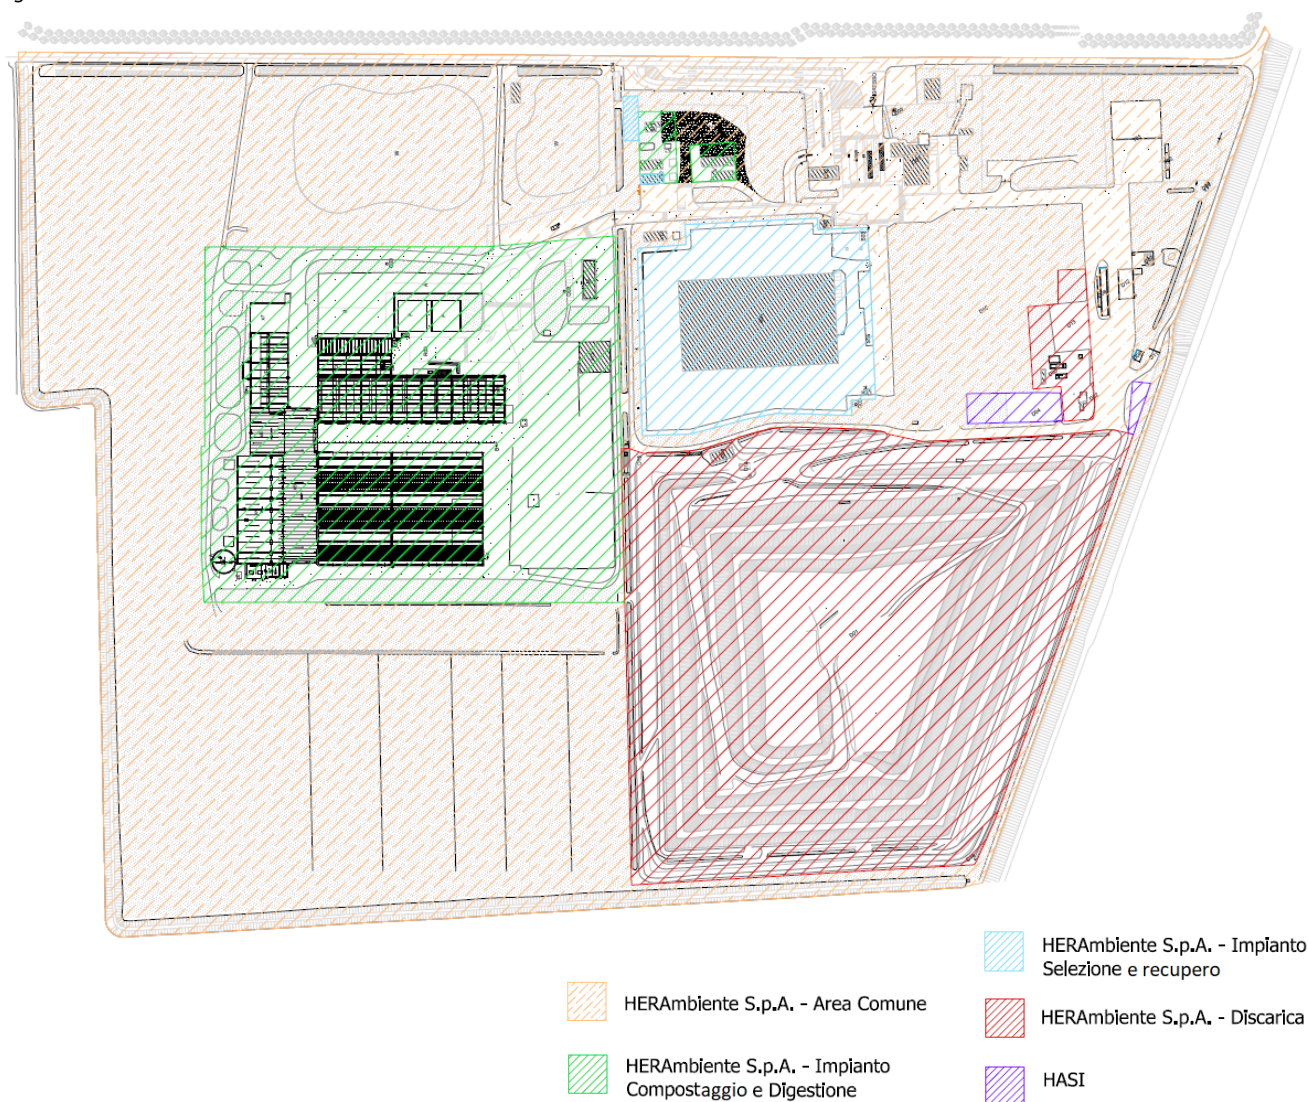 HERAmbiente S.p.A. - Area Comune
HERAmbiente S.p.A. - Impianto
Compostaggio e Digestione
HERAmbiente S.p.A. - Impianto
Selezione e recupero
HERAmbiente S.p.A. - Discarica
HASI